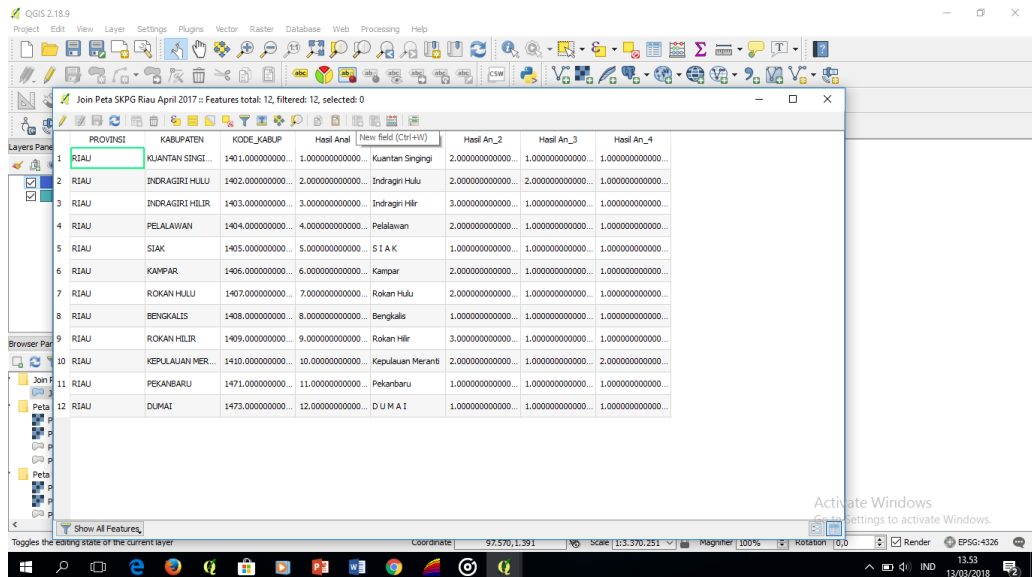 QGIS 2.18.9
Project Edit View Layer Settings Plugins Vector Raster Database Web Processing Help
Join Peta SKPG Riau April 2017 :: Features total: 12, filtered: 12, selected: 0
New field (Ctrl+W)
Layers Pane
PROVINSI KABUPATEN KODE_KABUP Hasil Anal Hasil An_2 Hasil An_3 Hasil An_4
1 RIAU KUANTAN SINGI... 1401.000000000... 1.000000000000... Kuantan Singingi 2.000000000000... 1.000000000000... 1.000000000000...
2 RIAU INDRAGIRI HULU 1402.000000000... 2.000000000000... Indragiri Hulu 2.000000000000... 2.000000000000... 1.000000000000...
3 RIAU INDRAGIRI HILIR 1403.000000000... 3.000000000000... Indragiri Hilir 3.000000000000... 1.000000000000... 1.000000000000...
4 RIAU PELALAWAN 1404.000000000... 4.000000000000... Pelalawan 2.000000000000... 1.000000000000... 1.000000000000...
5 RIAU SIAK 1405.000000000... 5.000000000000... S I A K 1.000000000000... 1.000000000000... 1.000000000000...
6 RIAU KAMPAR 1406.000000000... 6.000000000000... Kampar 2.000000000000... 1.000000000000... 1.000000000000...
7 RIAU ROKAN HULU 1407.000000000... 7.000000000000... Rokan Hulu 2.000000000000... 1.000000000000... 1.000000000000...
8 RIAU BENGKALIS 1408.000000000... 8.000000000000... Bengkalis 1.000000000000... 1.000000000000... 1.000000000000...
9 RIAU ROKAN HILIR 1409.000000000... 9.000000000000... Rokan Hilir 3.000000000000... 1.000000000000... 1.000000000000...
Browser Par
10 RIAU KEPULAUAN MER... 1410.000000000... 10.00000000000... Kepulauan Meranti 2.000000000000... 1.000000000000... 2.000000000000...
11 RIAU PEKANBARU 1471.000000000... 11.00000000000... Pekanbaru 1.000000000000... 1.000000000000... 1.000000000000...
12 RIAU DUMAI 1473.000000000... 12.00000000000... D U M A I 1.000000000000... 1.000000000000... 1.000000000000...
Join P
Peta
Peta
Activate Windows
Go to Settings to activate Windows.
Show All Features
Toggles the editing state of the current layer Coordinate 97.570,1.391 Scale 1:3.370.251 Magnifier 100% Rotation 0,0 Render EPSG:4326
IND
13.53
13/03/2018